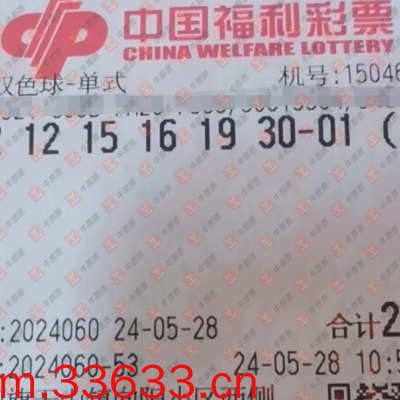 中国福利彩票
CHINA WELFARE LOTTERY
双色球-单式 机号:15046
12 15 16 19 30-01 (
:2024060 24-05-28 合计2
:2024060-53 24-05-28 10:5
m.33633.cn